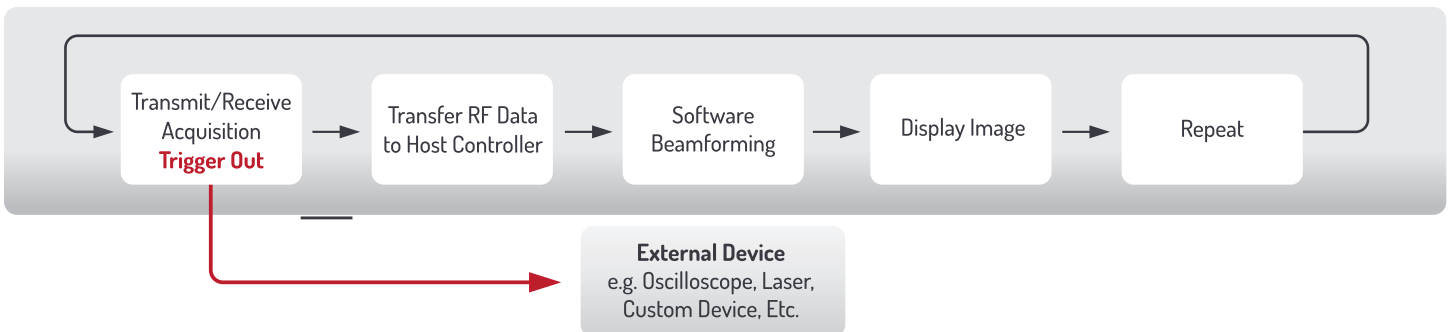 Transmit/Receive
Acquisition
Trigger Out
Transfer RF Data
to Host Controller
Software
Beamforming
Display Image
Repeat
External Device
e.g. Oscilloscope, Laser,
Custom Device, Etc.